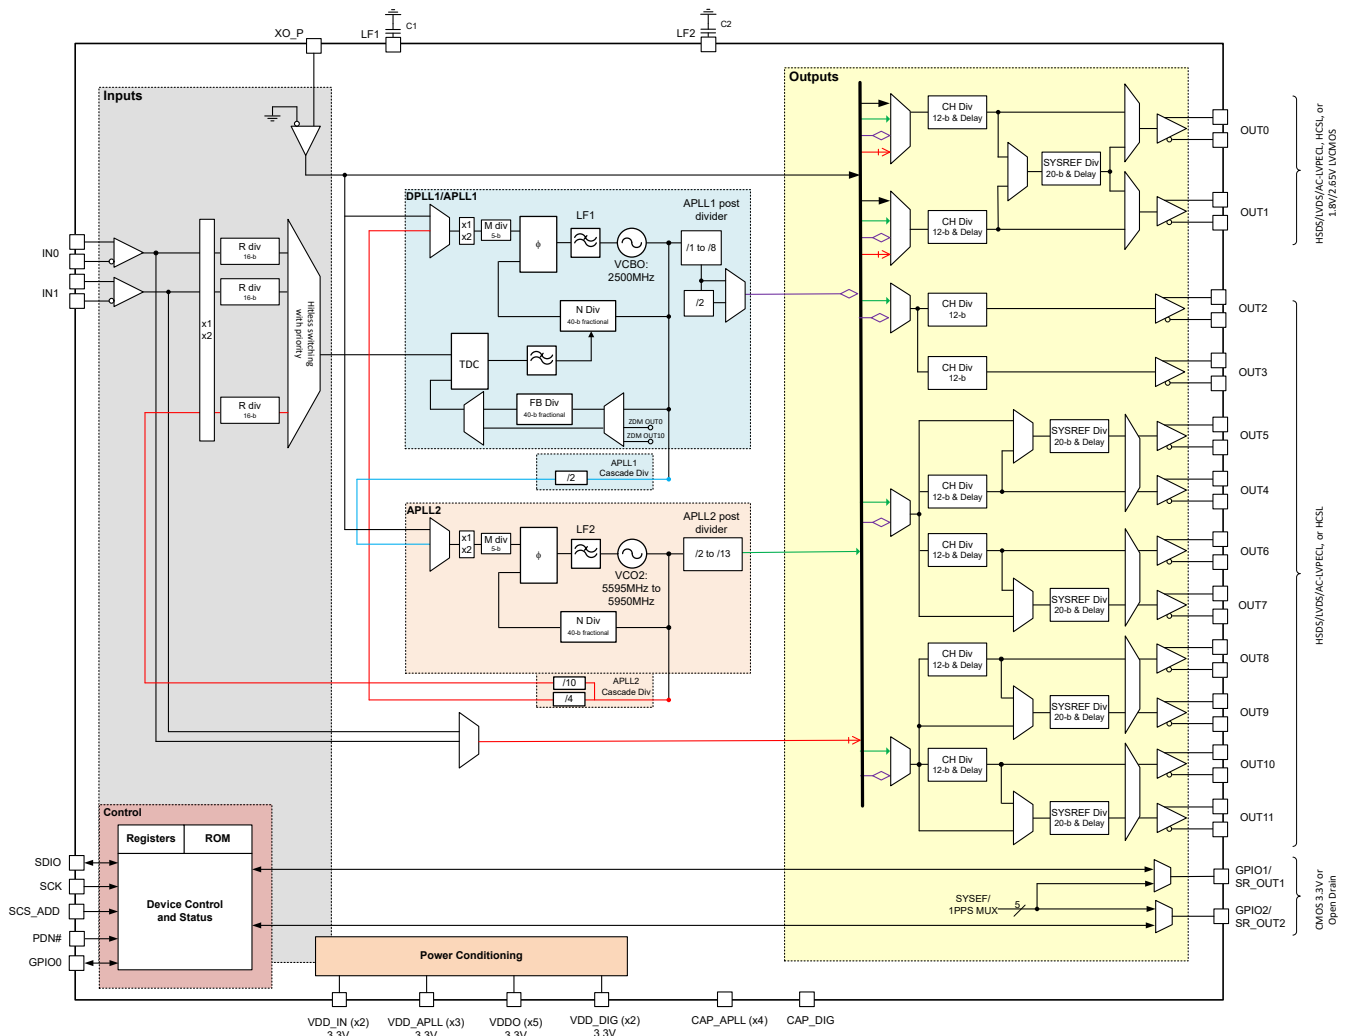 C1
C2
XO_P
LF1
LF2
Inputs
Outputs
DPLL1/APLL1
x1
x2
M div
5-b
ϕ
LF1
VCBO:
2500MHz
APLL1 post
divider
/1 to /8
/2
N Div
40-b fractional
TDC
FB Div
40-b fractional
ZDM OUT0
ZDM OUT10
APLL1
Cascade Div
/2
APLL2
x1
x2
M div
5-b
ϕ
LF2
VCO2:
5595MHz to
5950MHz
APLL2 post
divider
/2 to /13
N Div
40-b fractional
/10
/4
APLL2
Cascade Div
IN0
IN1
x1
x2
R div
16-b
R div
16-b
R div
16-b
Hitless switching
with priority
CH Div
12-b & Delay
SYSREF Div
20-b & Delay
CH Div
12-b & Delay
CH Div
12-b
CH Div
12-b
SYSREF Div
20-b & Delay
CH Div
12-b & Delay
CH Div
12-b & Delay
SYSREF Div
20-b & Delay
CH Div
12-b & Delay
SYSREF Div
20-b & Delay
CH Div
12-b & Delay
SYSREF Div
20-b & Delay
OUT0
OUT1
OUT2
OUT3
OUT5
OUT4
OUT6
OUT7
OUT8
OUT9
OUT10
OUT11
HSDS/LVDS/AC-LVPECL, HCSL, or
1.8V/2.65V LVCMOS
HSDS/LVDS/AC-LVPECL, or HCSL
SYSEF/
1PPS MUX
5
GPIO1/
SR_OUT1
GPIO2/
SR_OUT2
CMOS 3.3V or
Open Drain
Control
Registers
ROM
Device Control
and Status
SDIO
SCK
SCS_ADD
PDN#
GPIO0
Power Conditioning
VDD_IN (x2)
3.3V
VDD_APLL (x3)
3.3V
VDDO (x5)
3.3V
VDD_DIG (x2)
3.3V
CAP_APLL (x4)
CAP_DIG